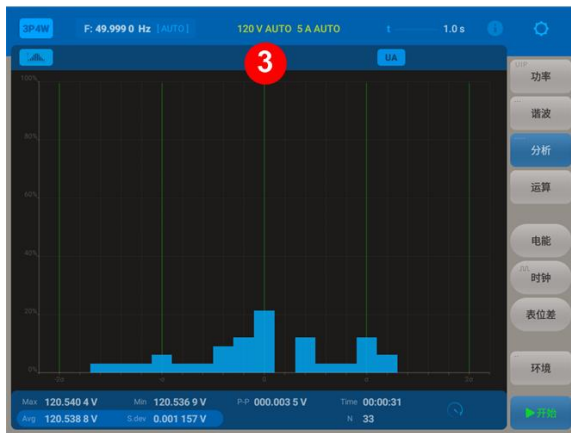 3P4W F: 49.999 0 Hz [AUTO] 120 V AUTO 5 A AUTO t 1.0 s
3
UA
100%
80%
60%
40%
20%
0%
-3σ -σ 0 σ 3σ
Max 120.540 4 V Min 120.536 9 V P-P 000.003 5 V Time 00:00:31
Avg 120.538 8 V S.dev 0.001 157 V N 33
U/I/P
功率
谐波
分析
运算
电能
时钟
表位差
环境
▶开始